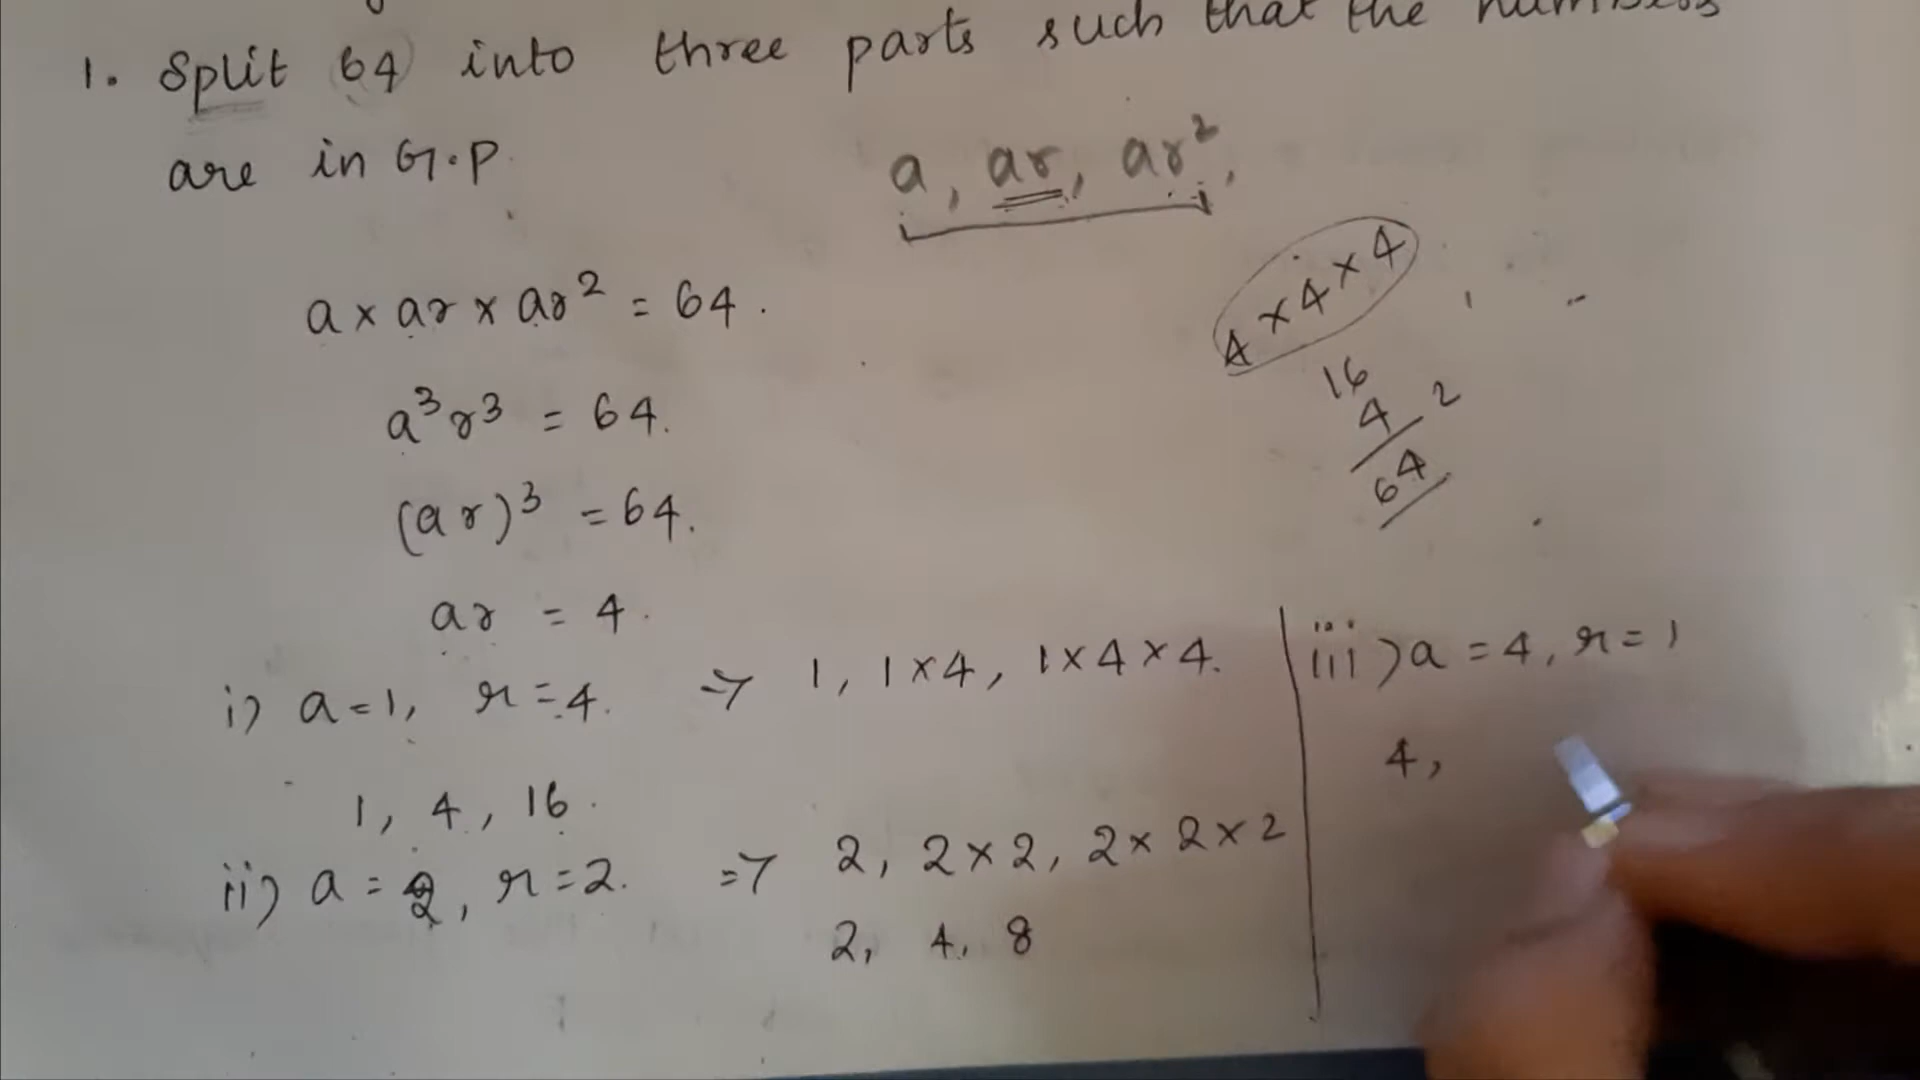 1. Split 64 into three parts such that the numbers
are in G.P.
a, ar, ar²,
a × ar × ar² = 64.
4 × 4 × 4
16
4 2
64
a³r³ = 64.
(ar)³ = 64.
ar = 4.
i) a=1, r=4. => 1, 1×4, 1×4×4.
1, 4, 16.
ii) a=2, r=2. => 2, 2×2, 2×2×2
2, 4, 8
iii) a=4, r=1
4,